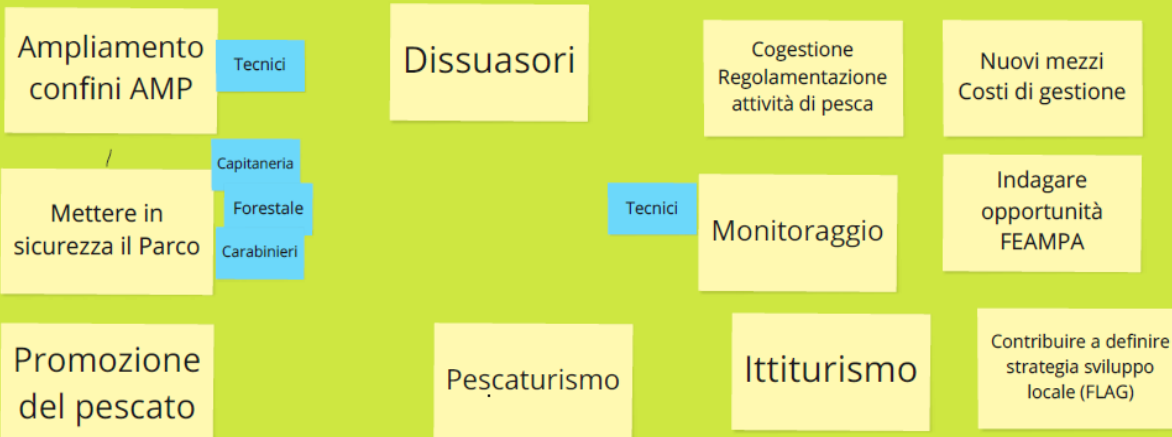 Ampliamento
confini AMP
Tecnici
Dissuasori
Cogestione
Regolamentazione
attività di pesca
Nuovi mezzi
Costi di gestione
/
Mettere in
sicurezza il Parco
Capitaneria
Forestale
Carabinieri
Tecnici
Monitoraggio
Indagare
opportunità
FEAMPA
Promozione
del pescato
Pescaturismo
Ittiturismo
Contribuire a definire
strategia sviluppo
locale (FLAG)